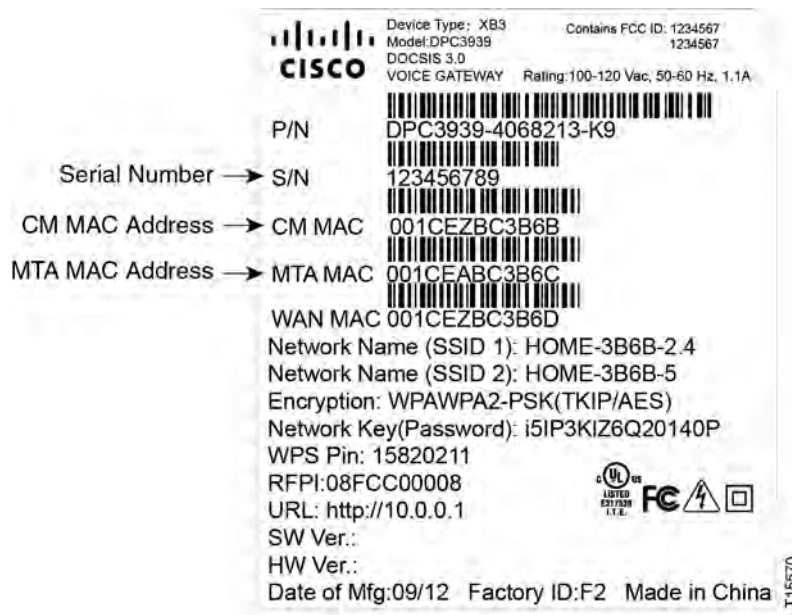 CISCO
Device Type: XB3
Model:DPC3939
DOCSIS 3.0
VOICE GATEWAY
Contains FCC ID: 1234567
1234567
Rating:100-120 Vac, 50-60 Hz, 1.1A
P/N DPC3939-4068213-K9
Serial Number S/N 123456789
CM MAC Address CM MAC 001CEZBC3B6B
MTA MAC Address MTA MAC 001CEABC3B6C
WAN MAC 001CEZBC3B6D
Network Name (SSID 1): HOME-3B6B-2.4
Network Name (SSID 2): HOME-3B6B-5
Encryption: WPAWPA2-PSK(TKIP/AES)
Network Key(Password): i5IP3KIZ6Q20140P
WPS Pin: 15820211
RFPI:08FCC00008
URL: http://10.0.0.1
SW Ver.:
HW Ver.:
Date of Mfg:09/12 Factory ID:F2 Made in China
C UL US
LISTED
I.T.E.
FC